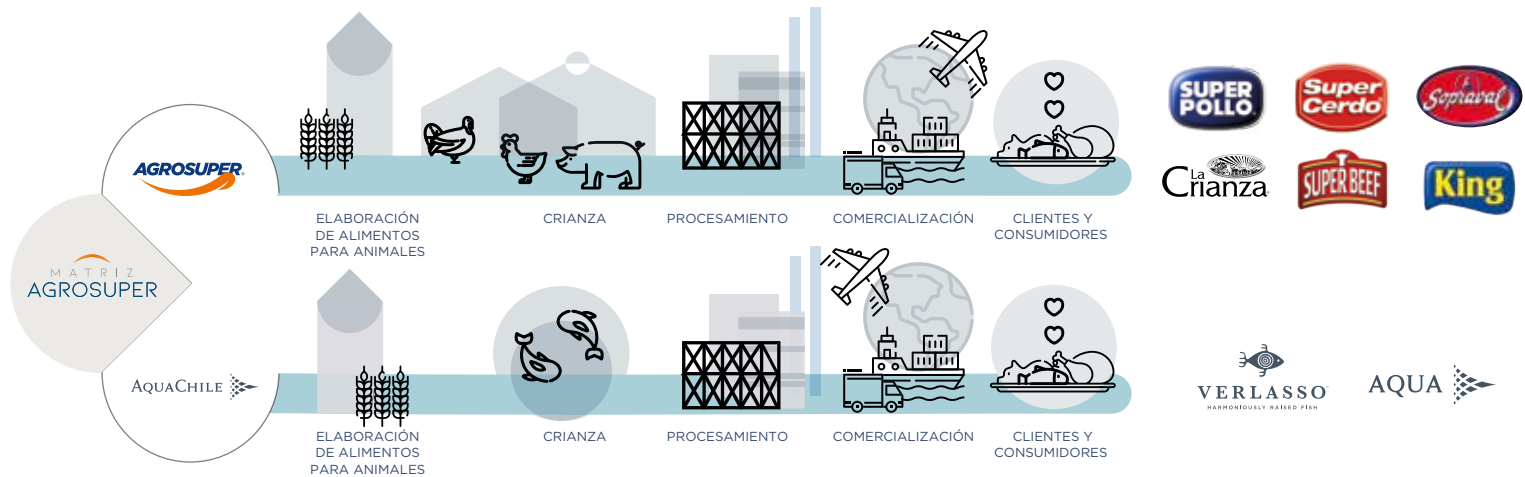 AGROSUPER
ELABORACIÓN
DE ALIMENTOS
PARA ANIMALES
CRIANZA
PROCESAMIENTO
COMERCIALIZACIÓN
CLIENTES Y
CONSUMIDORES
SUPER
POLLO
Super
Cerdo
Sopraval
La
Crianza
SUPER BEEF
King
MATRIZ
AGROSUPER
AQUACHILE
ELABORACIÓN
DE ALIMENTOS
PARA ANIMALES
CRIANZA
PROCESAMIENTO
COMERCIALIZACIÓN
CLIENTES Y
CONSUMIDORES
VERLASSO
HARMONIOUSLY RAISED FISH
AQUA